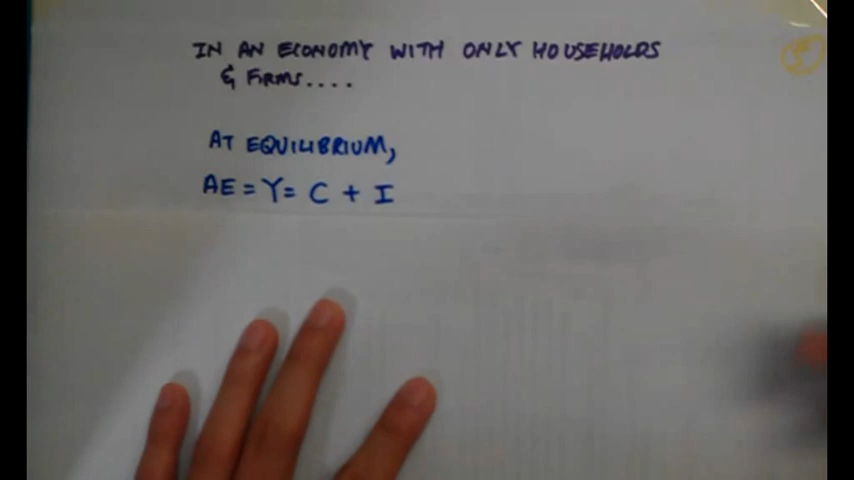 IN AN ECONOMY WITH ONLY HOUSEHOLDS
& FIRMS....
AT EQUILIBRIUM,
AE = Y = C + I